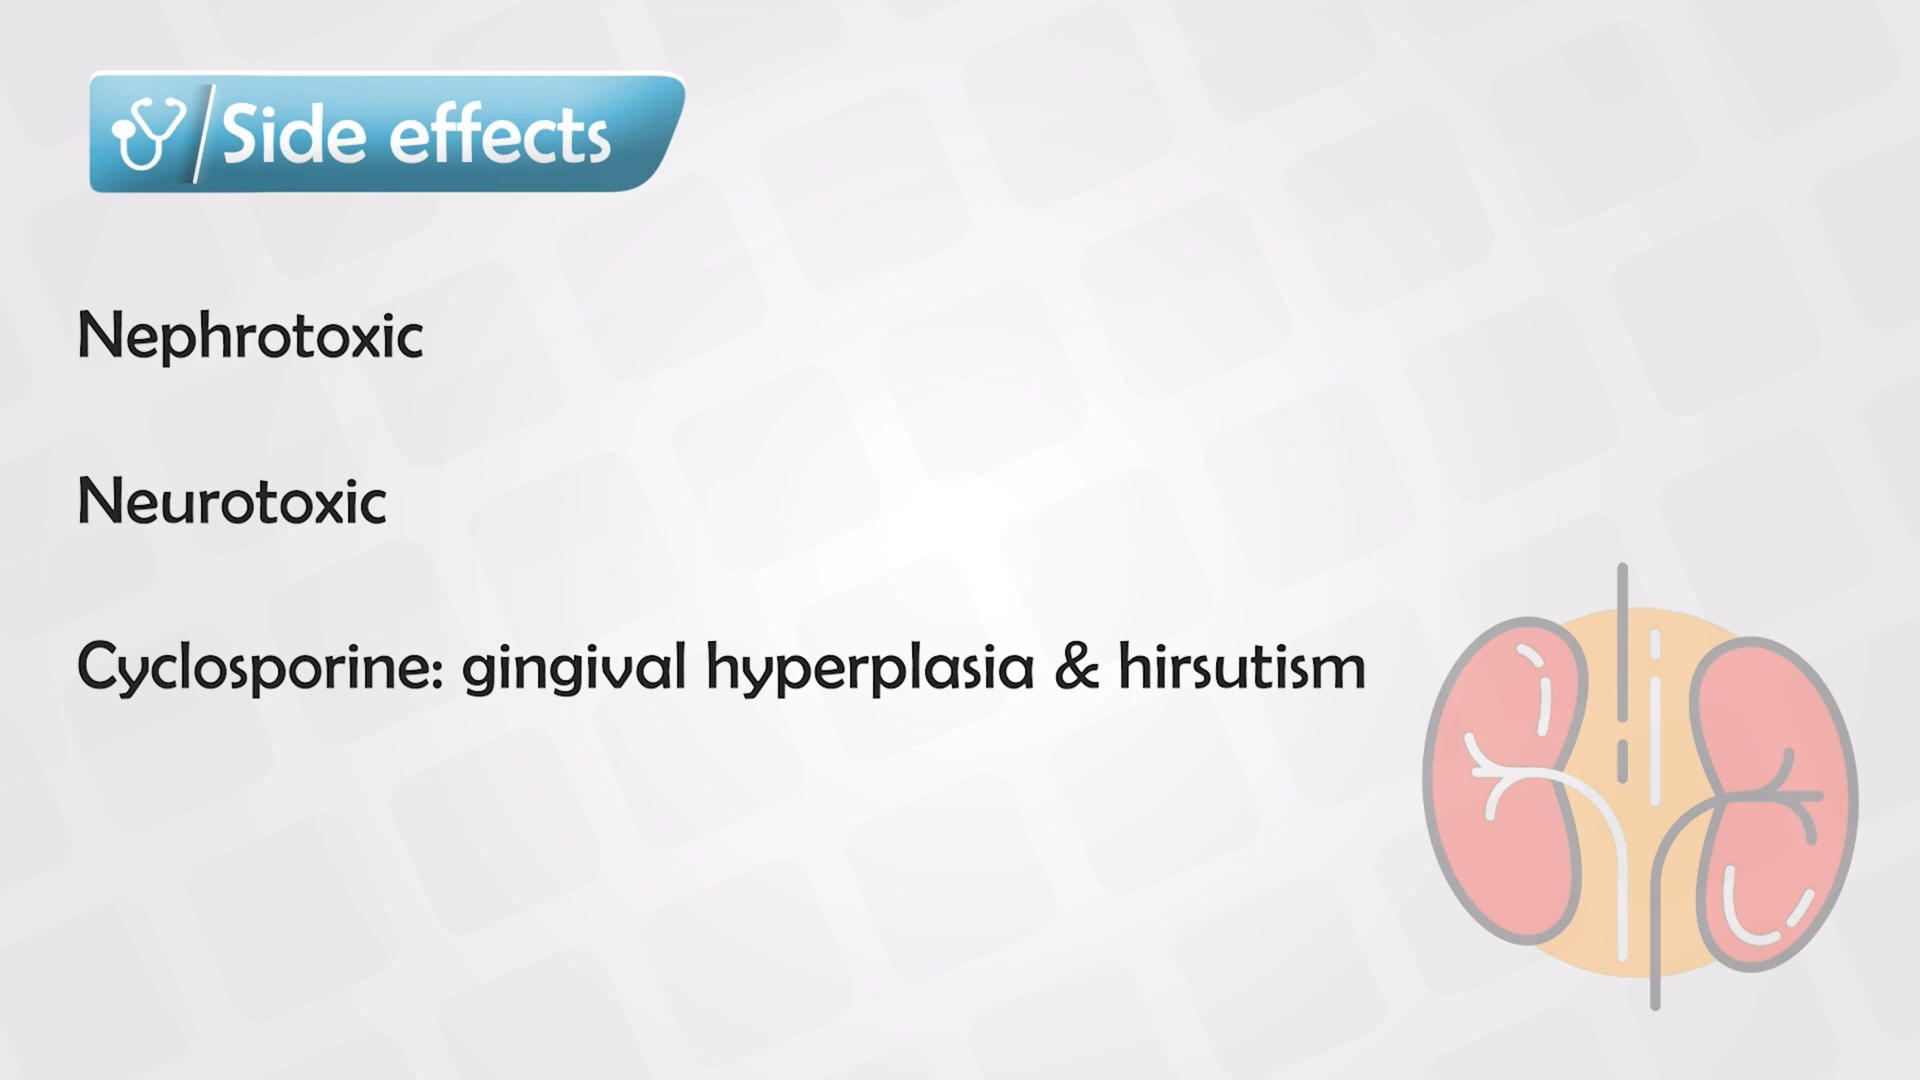 Side effects
Nephrotoxic
Neurotoxic
Cyclosporine: gingival hyperplasia & hirsutism